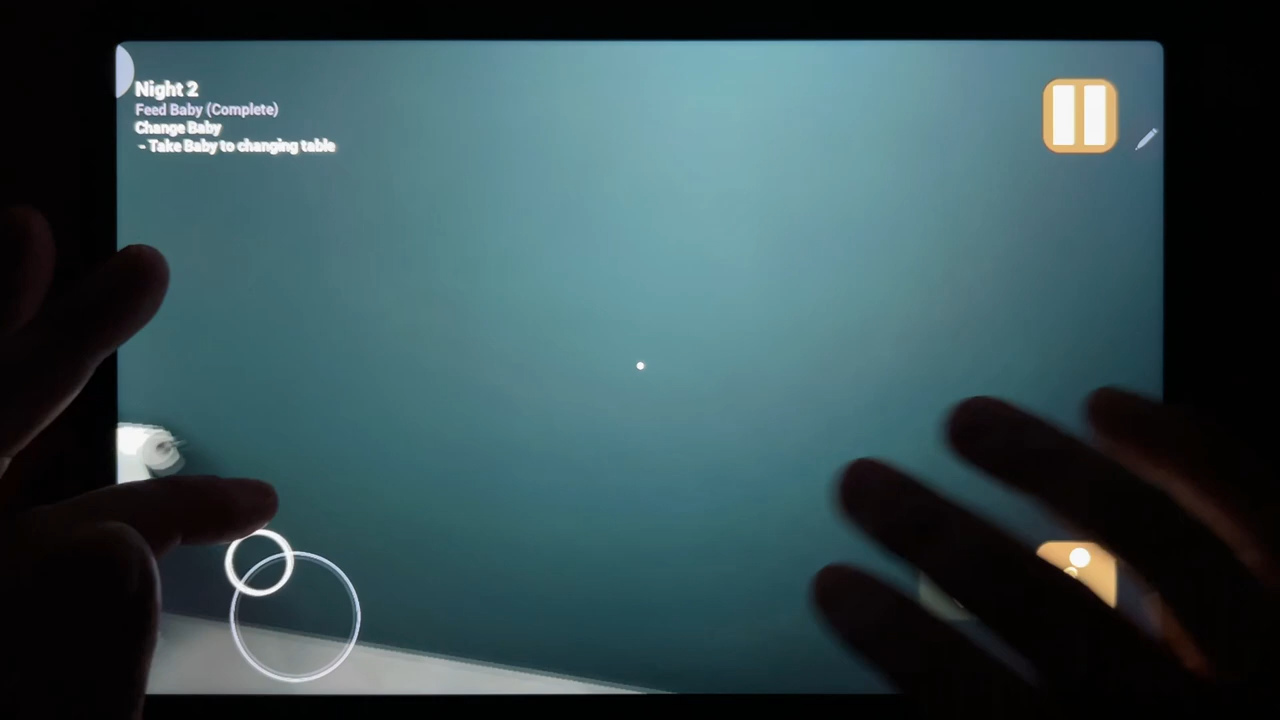 Night 2
Feed Baby (Complete)
Change Baby
- Take Baby to changing table